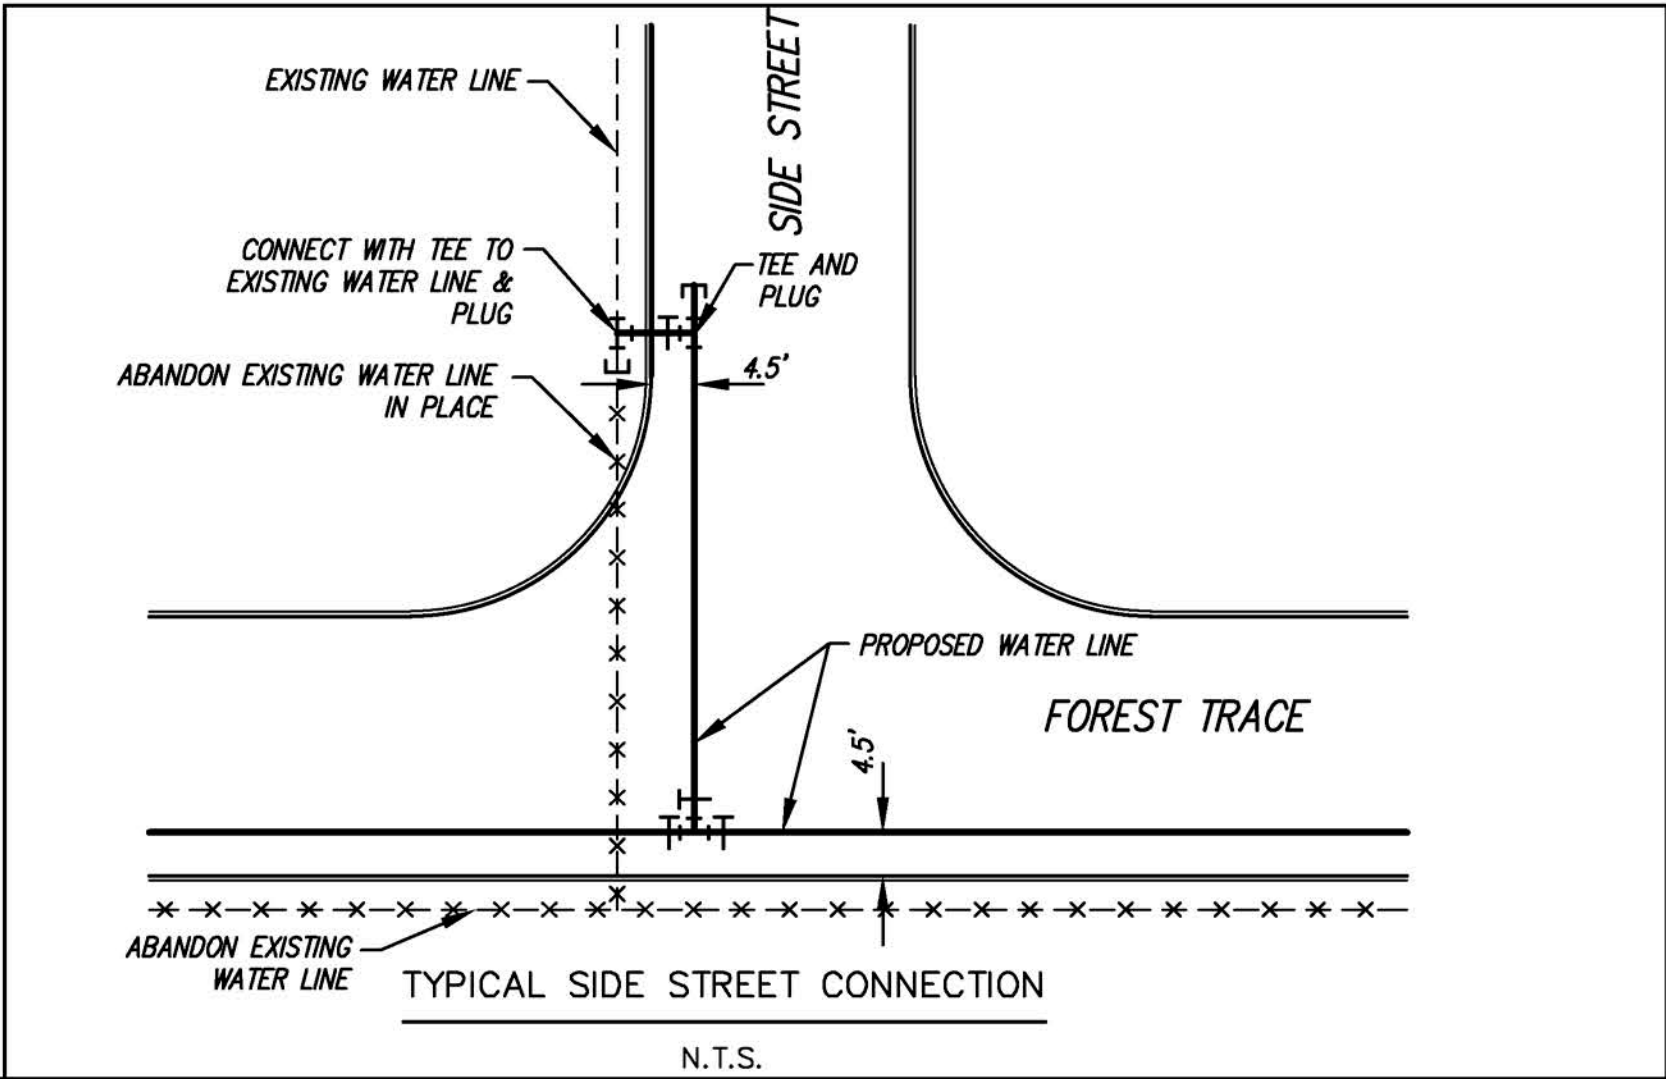 SIDE STREET
EXISTING WATER LINE
CONNECT WITH TEE TO
EXISTING WATER LINE &
PLUG
TEE AND
PLUG
4.5'
ABANDON EXISTING WATER LINE
IN PLACE
PROPOSED WATER LINE
FOREST TRACE
4.5'
ABANDON EXISTING
WATER LINE
TYPICAL SIDE STREET CONNECTION
N.T.S.